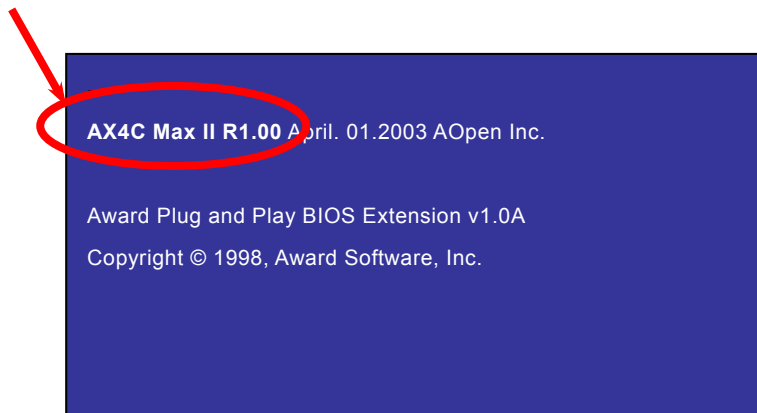 AX4C Max II R1.00 April. 01.2003 AOpen Inc.
Award Plug and Play BIOS Extension v1.0A
Copyright © 1998, Award Software, Inc.